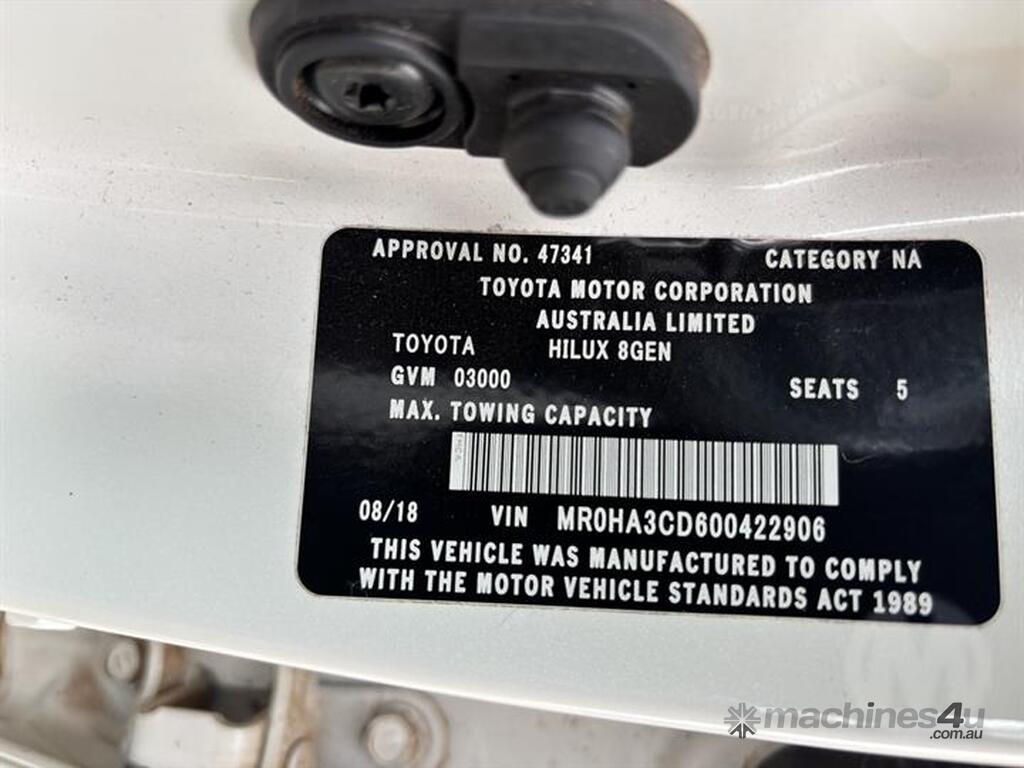 APPROVAL NO. 47341 CATEGORY NA
TOYOTA MOTOR CORPORATION
AUSTRALIA LIMITED
TOYOTA HILUX 8GEN
GVM 03000 SEATS 5
MAX. TOWING CAPACITY
TMCA
08/18 VIN MR0HA3CD600422906
THIS VEHICLE WAS MANUFACTURED TO COMPLY
WITH THE MOTOR VEHICLE STANDARDS ACT 1989
M
machines4u
.com.au